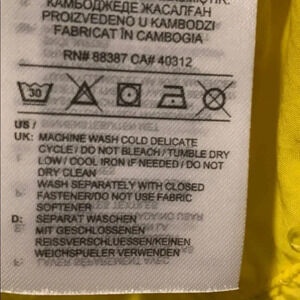 КАМБОДЖЕДЕ ЖАСАЛҒАН
PROIZVEDENO U KAMBODZI
FABRICAT ÎN CAMBOGIA
RN# 88387 CA# 40312
30
US /
UK: MACHINE WASH COLD DELICATE
CYCLE / DO NOT BLEACH / TUMBLE DRY
LOW / COOL IRON IF NEEDED / DO NOT
DRY CLEAN
WASH SEPARATELY WITH CLOSED
FASTENER/DO NOT USE FABRIC
SOFTENER
D: SEPARAT WASCHEN
MIT GESCHLOSSENEN
REISSVERSCHLUESSEN/KEINEN
WEICHSPUELER VERWENDEN